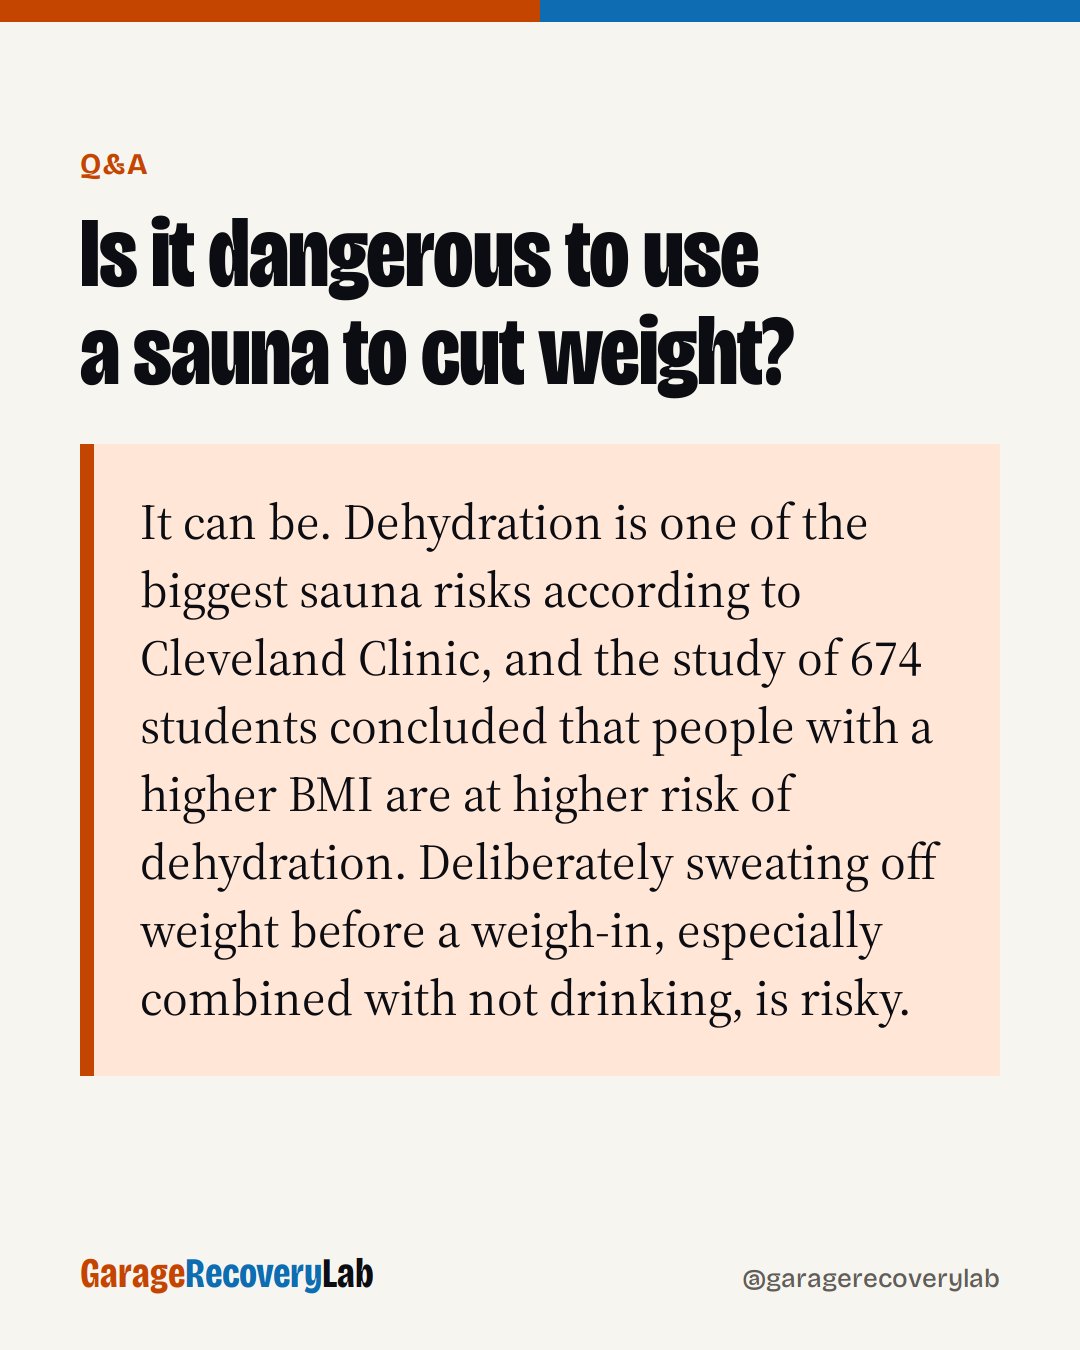 Q&A
Is it dangerous to use
a sauna to cut weight?
It can be. Dehydration is one of the
biggest sauna risks according to
Cleveland Clinic, and the study of 674
students concluded that people with a
higher BMI are at higher risk of
dehydration. Deliberately sweating off
weight before a weigh-in, especially
combined with not drinking, is risky.
GarageRecoveryLab
@garagerecoverylab